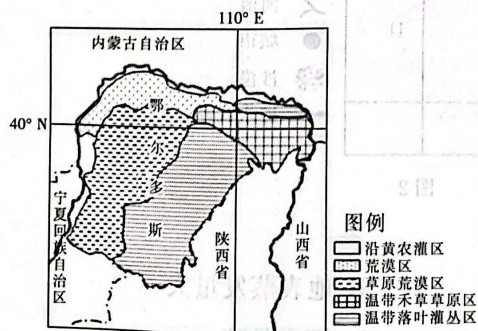 110° E
内蒙古自治区
40° N
鄂
尔
多
斯
宁夏回族自治区
陕西省
山西省
图例
沿黄农灌区
荒漠区
草原荒漠区
温带禾草草原区
温带落叶灌丛区